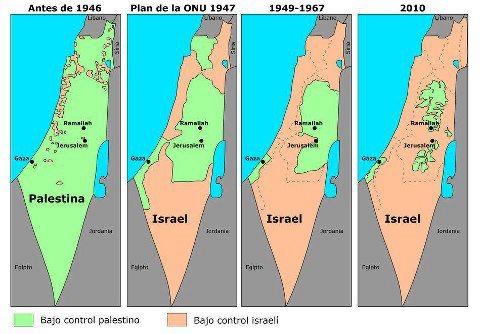 Antes de 1946
Líbano
Siria
Ramallah
Jerusalem
Gaza
Palestina
Jordania
Egipto
Plan de la ONU 1947
Líbano
Siria
Ramallah
Jerusalem
Gaza
Israel
Jordania
Egipto
1949-1967
Líbano
Siria
Ramallah
Jerusalem
Gaza
Israel
Jordania
Egipto
2010
Líbano
Siria
Ramallah
Jerusalem
Gaza
Israel
Jordania
Egipto
Bajo control palestino
Bajo control israelí